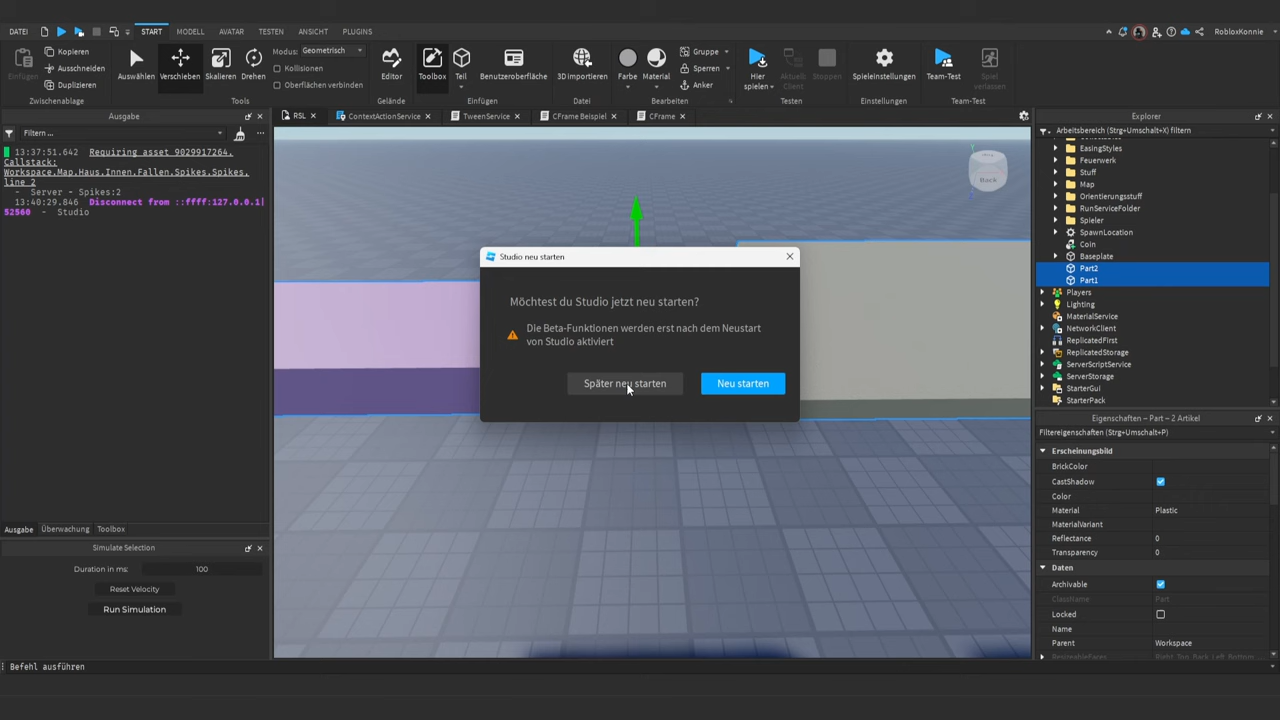 DATEI START MODELL AVATAR TESTEN ANSICHT PLUGINS RobloxKonnie
Einfügen Kopieren Ausschneiden Duplizieren
Zwischenablage
Auswählen Verschieben Skalieren Drehen
Modus: Geometrisch
Kollisionen
Oberflächen verbinden
Tools
Editor
Gelände
Toolbox Teil Benutzeroberfläche
Einfügen
3D importieren
Datei
Farbe Material
Gruppe
Sperren
Anker
Bearbeiten
Hier spielen Aktuell: Client Stoppen
Testen
Spieleinstellungen
Einstellungen
Team-Test Spiel verlassen
Team-Test
Ausgabe
Filtern ...
13:37:51.642 Requiring asset 9029917264.
Callstack:
Workspace.Map.Haus.Innen.Fallen.Spikes.Spikes,
line 2
- Server - Spikes:2
13:40:29.846 Disconnect from ::ffff:127.0.0.1|
52560 - Studio
Ausgabe Überwachung Toolbox
Simulate Selection
Duration in ms: 100
Reset Velocity
Run Simulation
Befehl ausführen
RSL ContextActionService TweenService CFrame Beispiel CFrame
Back
Studio neu starten
Möchtest du Studio jetzt neu starten?
Die Beta-Funktionen werden erst nach dem Neustart
von Studio aktiviert
Später neu starten Neu starten
Explorer
Arbeitsbereich (Strg+Umschalt+X) filtern
EasingStyles
Feuerwerk
Stuff
Map
Orientierungsstuff
RunServiceFolder
Spieler
SpawnLocation
Coin
Baseplate
Part2
Part1
Players
Lighting
MaterialService
NetworkClient
ReplicatedFirst
ReplicatedStorage
ServerScriptService
ServerStorage
StarterGui
StarterPack
Eigenschaften – Part – 2 Artikel
Filtereigenschaften (Strg+Umschalt+P)
Erscheinungsbild
BrickColor
CastShadow
Color
Material Plastic
MaterialVariant
Reflectance 0
Transparency 0
Daten
Archivable
ClassName Part
Locked
Name
Parent Workspace
ResizeableFaces Right, Top, Back, Left, Bottom,